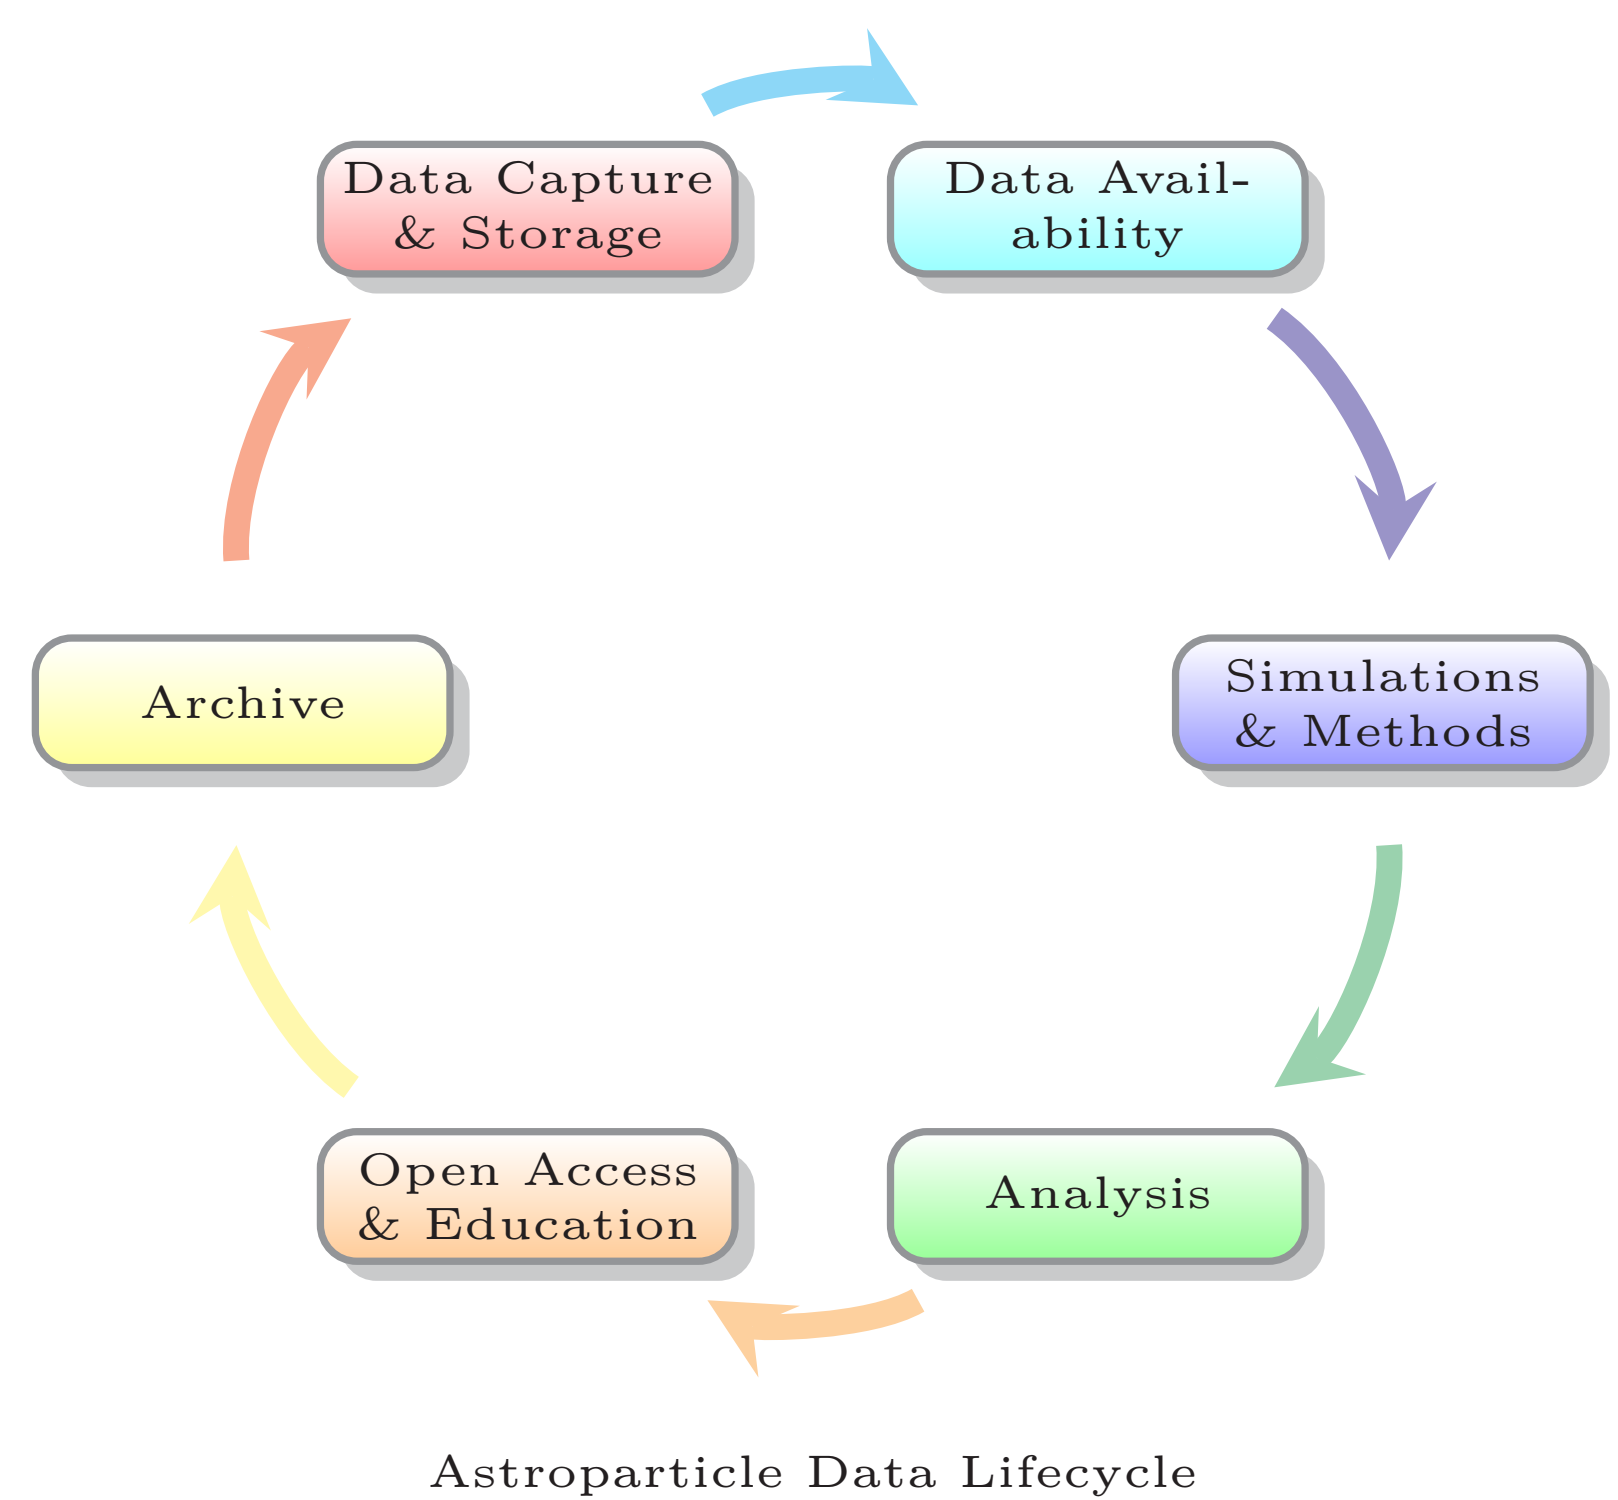 Data Capture
& Storage
Data Avail-
ability
Archive
Simulations
& Methods
Open Access
& Education
Analysis
Astroparticle Data Lifecycle